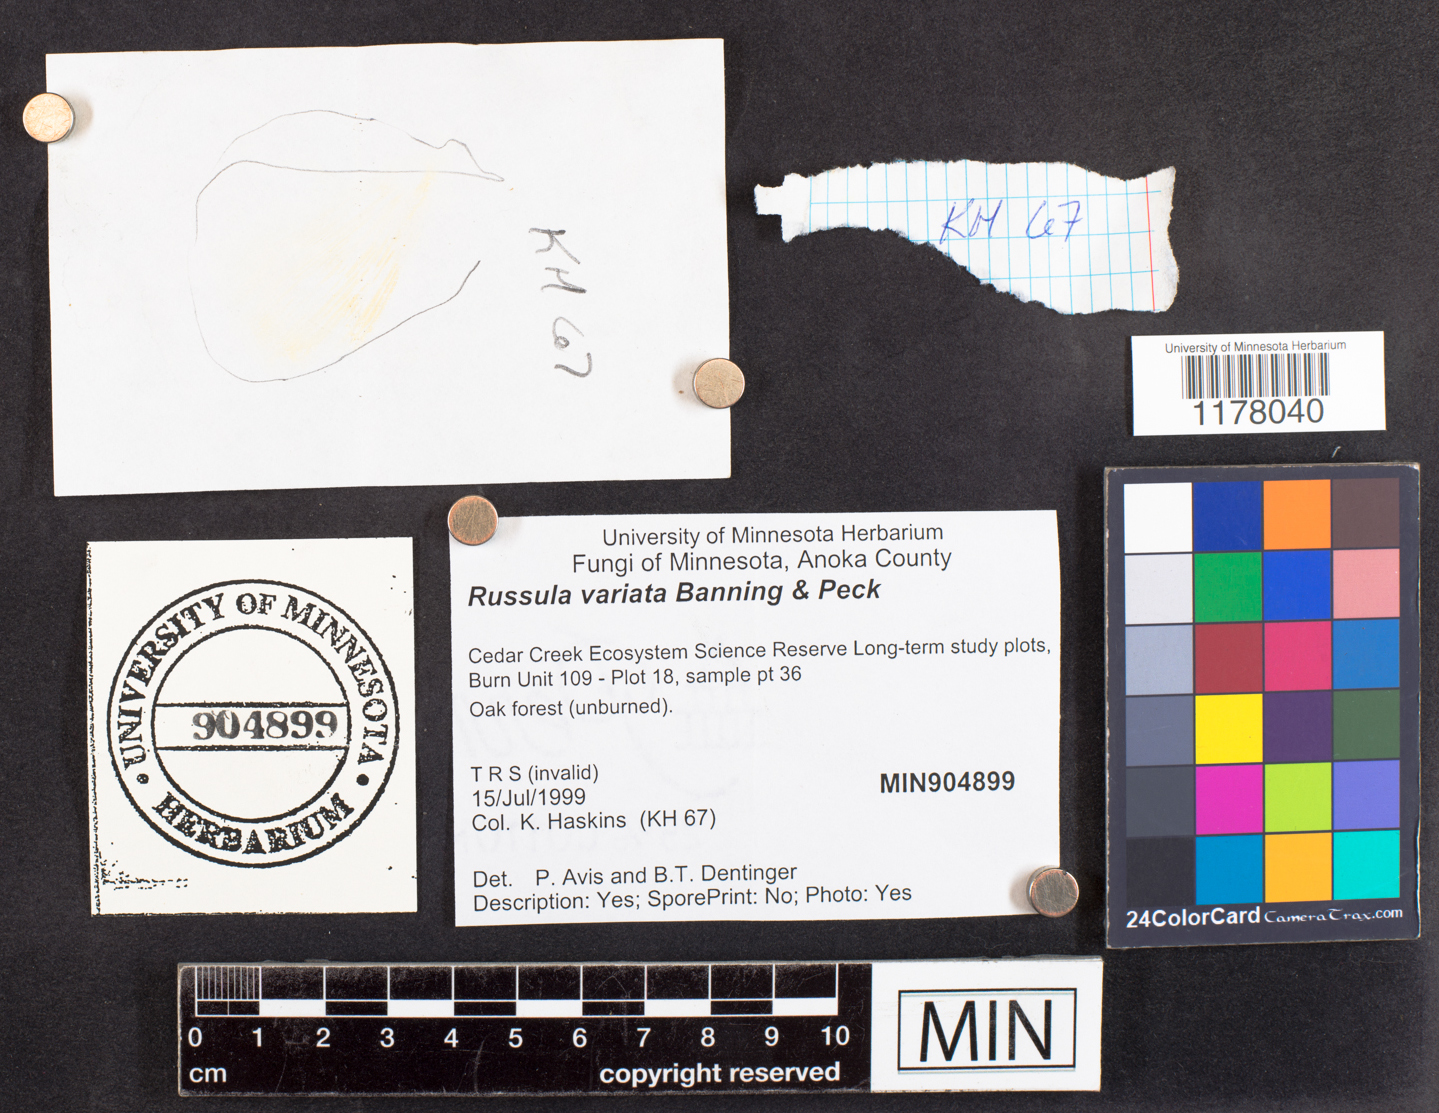 KH 67
KH 67
University of Minnesota Herbarium
1178040
University of Minnesota Herbarium
Fungi of Minnesota, Anoka County
Russula variata Banning & Peck
Cedar Creek Ecosystem Science Reserve Long-term study plots,
Burn Unit 109 - Plot 18, sample pt 36
Oak forest (unburned).
T R S (invalid)
15/Jul/1999
MIN904899
Col. K. Haskins (KH 67)
Det. P. Avis and B.T. Dentinger
Description: Yes; SporePrint: No; Photo: Yes
UNIVERSITY OF MINNESOTA
904899
HERBARIUM
24ColorCard CameraTrax.com
0 1 2 3 4 5 6 7 8 9 10
cm copyright reserved
MIN